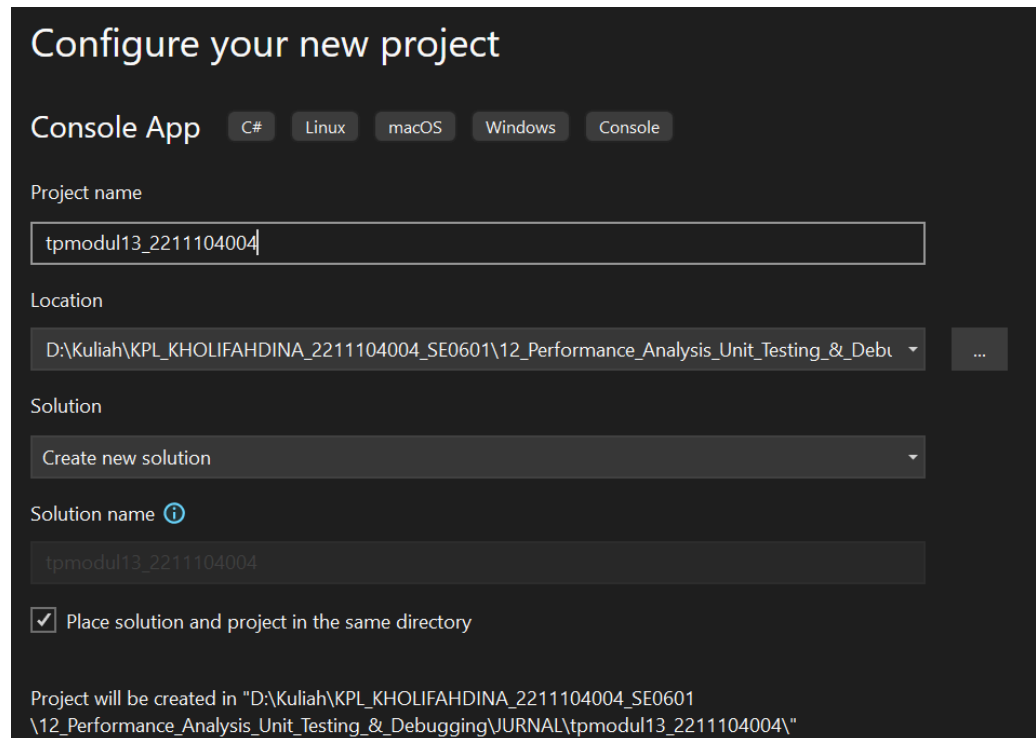 Configure your new project
Console App C# Linux macOS Windows Console
Project name
tpmodul13_2211104004
Location
D:\Kuliah\KPL_KHOLIFAHDINA_2211104004_SE0601\12_Performance_Analysis_Unit_Testing_&_Debu ...
Solution
Create new solution
Solution name
tpmodul13_2211104004
Place solution and project in the same directory
Project will be created in "D:\Kuliah\KPL_KHOLIFAHDINA_2211104004_SE0601
\12_Performance_Analysis_Unit_Testing_&_Debugging\JURNAL\tpmodul13_2211104004\"